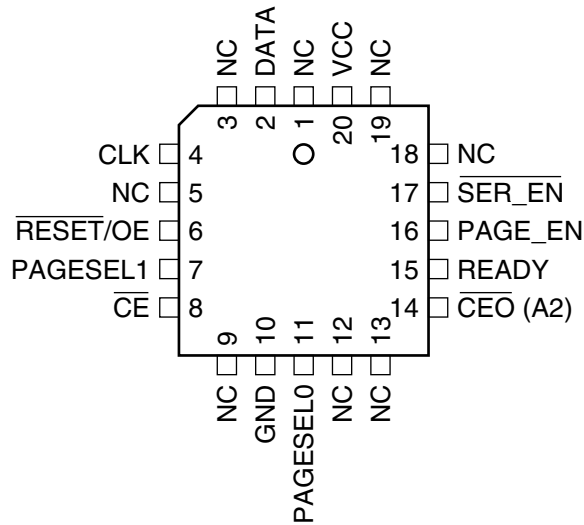 NC
DATA
NC
VCC
NC
3
2
1
20
19
CLK 4
18 NC
NC 5
17 SER_EN
RESET/OE 6
16 PAGE_EN
PAGESEL1 7
15 READY
CE 8
14 CEO (A2)
9
10
11
12
13
NC
GND
PAGESEL0
NC
NC